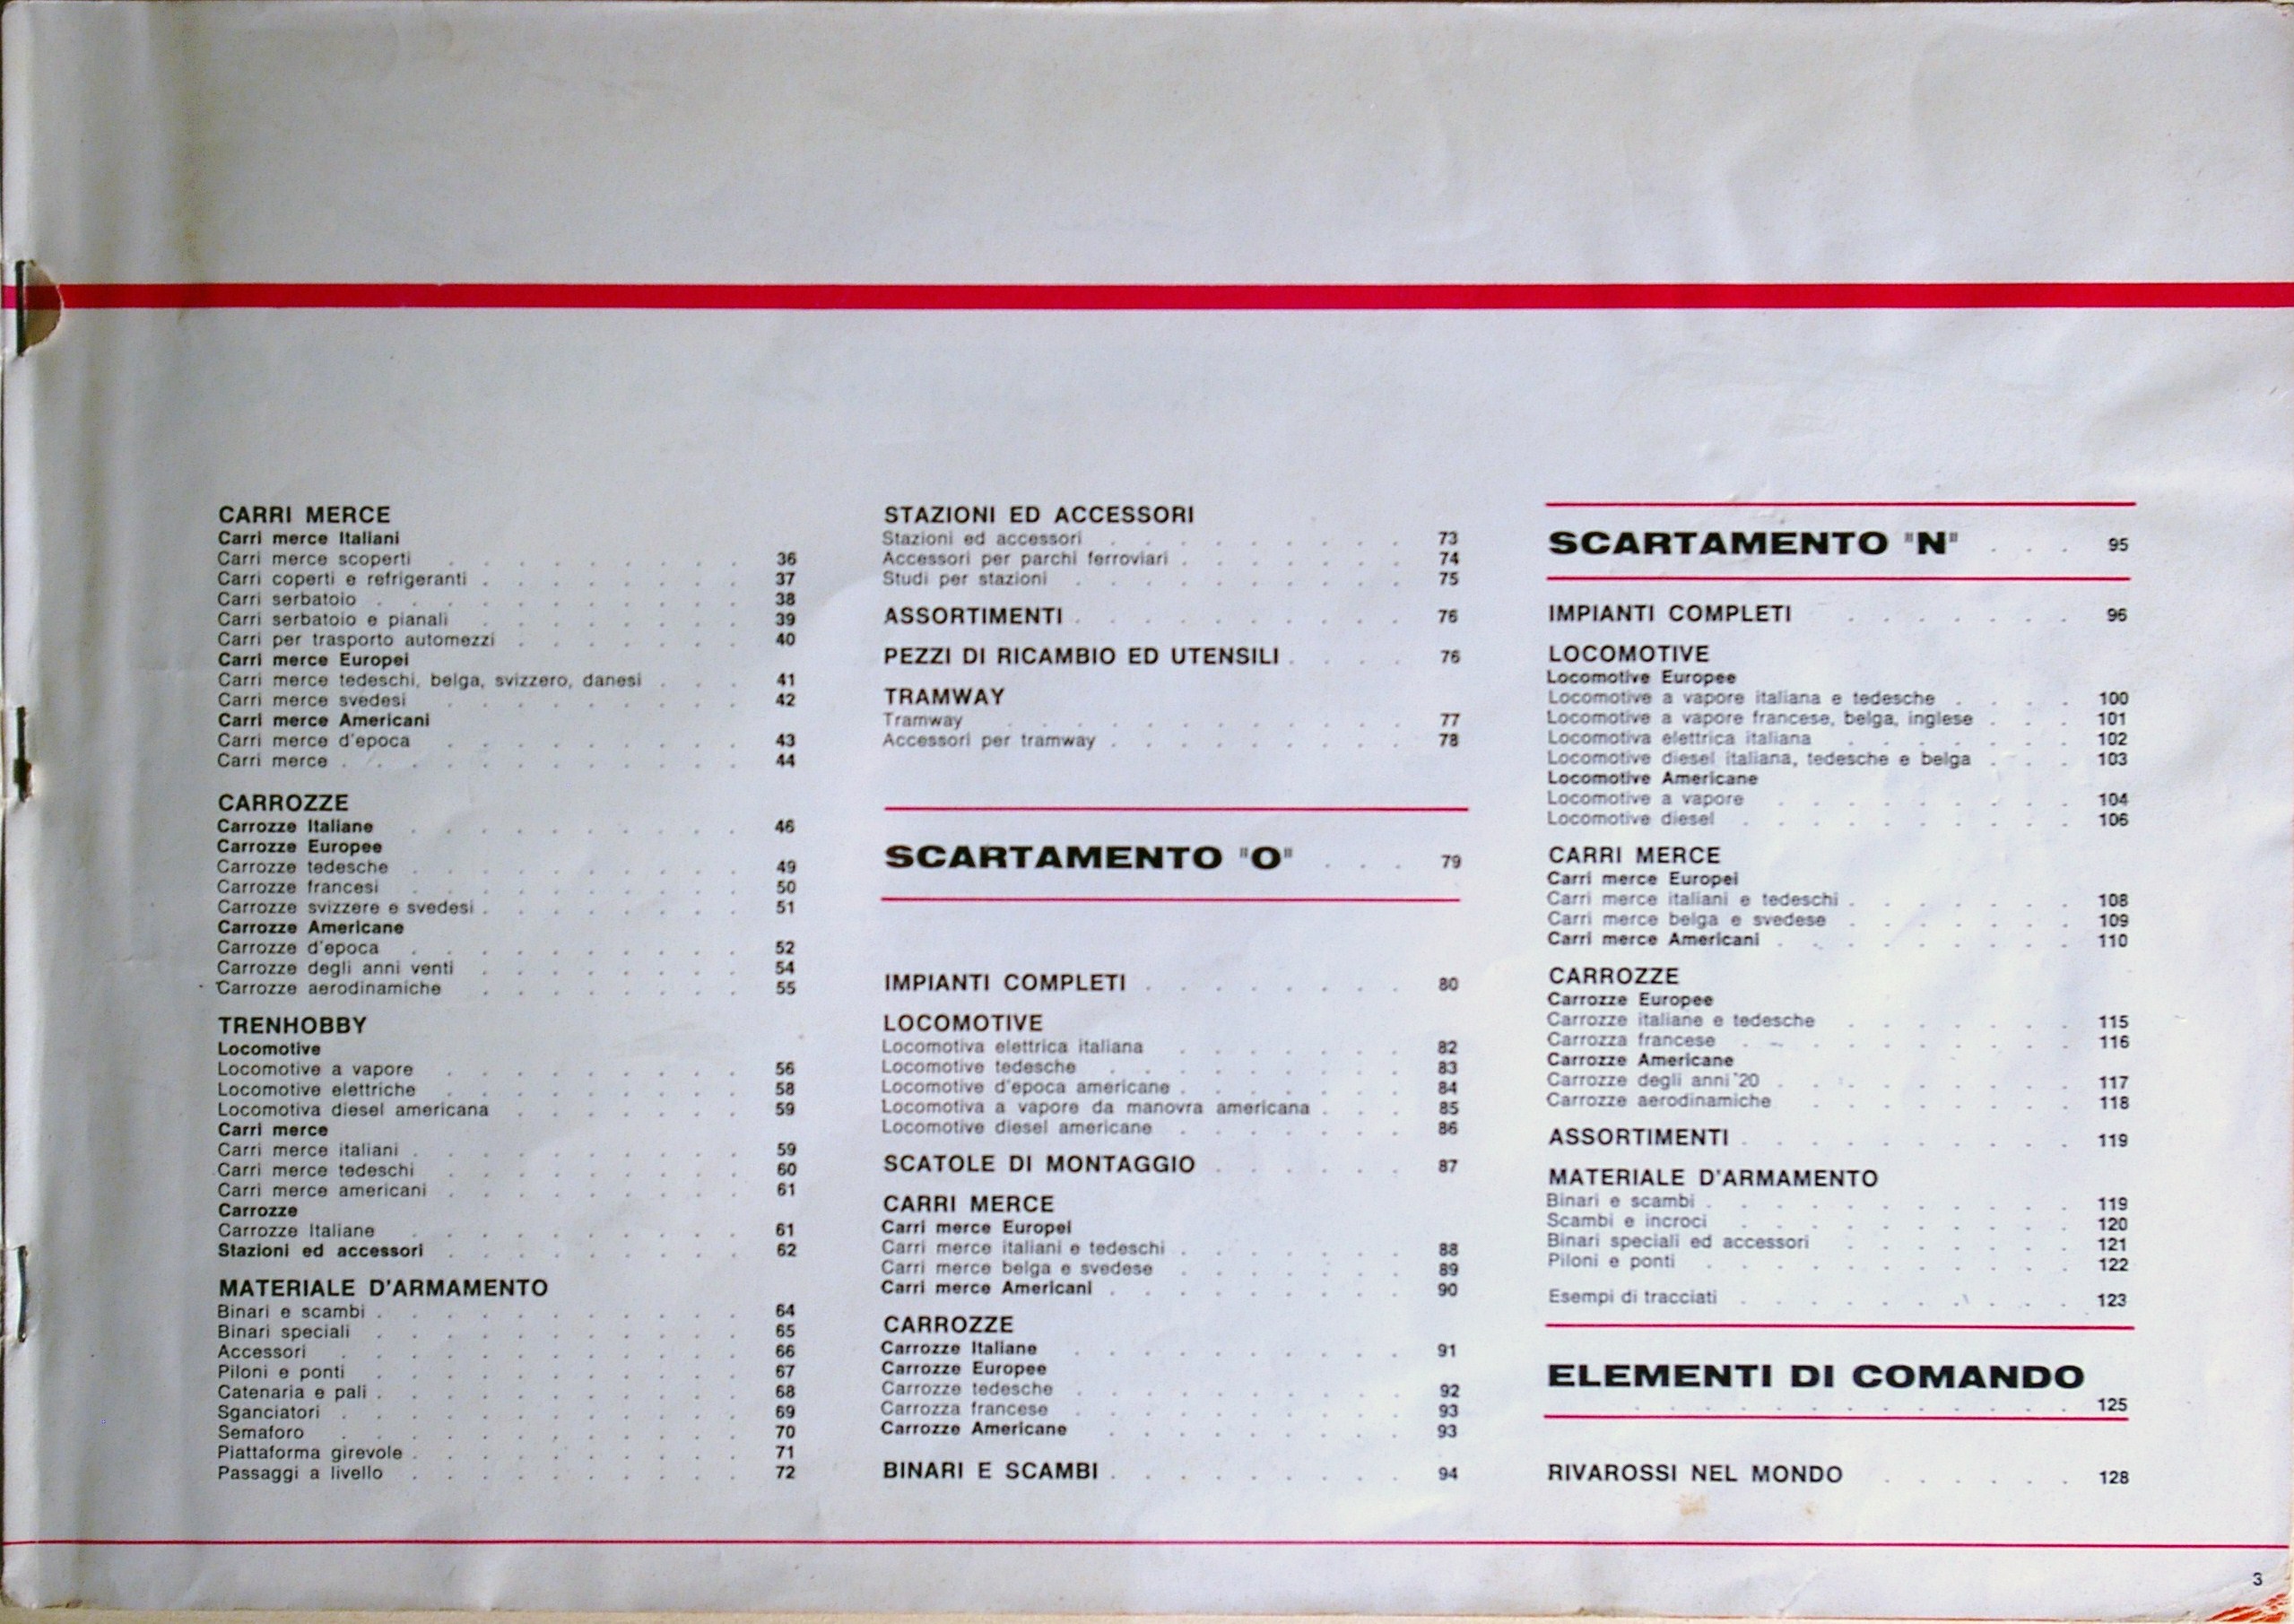 CARRI MERCE
Carri merce Italiani
Carri merce scoperti . . . . . . . . . 36
Carri coperti e refrigeranti . . . . . . . . 37
Carri serbatoio . . . . . . . . . . . 38
Carri serbatoio e pianali . . . . . . . . 39
Carri per trasporto automezzi . . . . . . . 40
Carri merce Europei
Carri merce tedeschi, belga, svizzero, danesi . . . 41
Carri merce svedesi . . . . . . . . . 42
Carri merce Americani
Carri merce d'epoca . . . . . . . . . 43
Carri merce . . . . . . . . . . . . 44
CARROZZE
Carrozze Italiane . . . . . . . . . . 46
Carrozze Europee
Carrozze tedesche . . . . . . . . . . 49
Carrozze francesi . . . . . . . . . . 50
Carrozze svizzere e svedesi . . . . . . . . 51
Carrozze Americane
Carrozze d'epoca . . . . . . . . . . 52
Carrozze degli anni venti . . . . . . . . 54
Carrozze aerodinamiche . . . . . . . . 55
TRENHOBBY
Locomotive
Locomotive a vapore . . . . . . . . . 56
Locomotive elettriche . . . . . . . . . 58
Locomotiva diesel americana . . . . . . . 59
Carri merce
Carri merce italiani . . . . . . . . . . 59
Carri merce tedeschi . . . . . . . . . 60
Carri merce americani . . . . . . . . . 61
Carrozze
Carrozze Italiane . . . . . . . . . . 61
Stazioni ed accessori . . . . . . . . . 62
MATERIALE D'ARMAMENTO
Binari e scambi . . . . . . . . . . . 64
Binari speciali . . . . . . . . . . . 65
Accessori . . . . . . . . . . . . 66
Piloni e ponti . . . . . . . . . . . 67
Catenaria e pali . . . . . . . . . . . 68
Sganciatori . . . . . . . . . . . . 69
Semaforo . . . . . . . . . . . . 70
Piattaforma girevole . . . . . . . . . . 71
Passaggi a livello . . . . . . . . . . 72
STAZIONI ED ACCESSORI
Stazioni ed accessori . . . . . . . . . 73
Accessori per parchi ferroviari . . . . . . . 74
Studi per stazioni . . . . . . . . . . 75
ASSORTIMENTI . . . . . . . . . . 76
PEZZI DI RICAMBIO ED UTENSILI . . . . 76
TRAMWAY
Tramway . . . . . . . . . . . . 77
Accessori per tramway . . . . . . . . . 78
SCARTAMENTO "O" . . . 79
IMPIANTI COMPLETI . . . . . . . . 80
LOCOMOTIVE
Locomotiva elettrica italiana . . . . . . . 82
Locomotive tedesche . . . . . . . . . 83
Locomotive d'epoca americane . . . . . . . 84
Locomotiva a vapore da manovra americana . . . 85
Locomotive diesel americane . . . . . . . 86
SCATOLE DI MONTAGGIO . . . . . . 87
CARRI MERCE
Carri merce Europei
Carri merce italiani e tedeschi . . . . . . . 88
Carri merce belga e svedese . . . . . . . 89
Carri merce Americani . . . . . . . . . 90
CARROZZE
Carrozze Italiane . . . . . . . . . . 91
Carrozze Europee
Carrozze tedesche . . . . . . . . . . 92
Carrozza francese . . . . . . . . . . 93
Carrozze Americane . . . . . . . . . 93
BINARI E SCAMBI . . . . . . . . . 94
SCARTAMENTO "N" . . . 95
IMPIANTI COMPLETI . . . . . . . 96
LOCOMOTIVE
Locomotive Europee
Locomotive a vapore italiana e tedesche . . . . 100
Locomotive a vapore francese, belga, inglese . . . 101
Locomotiva elettrica italiana . . . . . . . 102
Locomotive diesel italiana, tedesche e belga . . . 103
Locomotive Americane
Locomotive a vapore . . . . . . . . . 104
Locomotive diesel . . . . . . . . . . 106
CARRI MERCE
Carri merce Europei
Carri merce italiani e tedeschi . . . . . . . 108
Carri merce belga e svedese . . . . . . . 109
Carri merce Americani . . . . . . . . . 110
CARROZZE
Carrozze Europee
Carrozze italiane e tedesche . . . . . . . 115
Carrozza francese . . . . . . . . . . 116
Carrozze Americane
Carrozze degli anni '20 . . . . . . . . . 117
Carrozze aerodinamiche . . . . . . . . 118
ASSORTIMENTI . . . . . . . . . . 119
MATERIALE D'ARMAMENTO
Binari e scambi . . . . . . . . . . . 119
Scambi e incroci . . . . . . . . . . 120
Binari speciali ed accessori . . . . . . . 121
Piloni e ponti . . . . . . . . . . . 122
Esempi di tracciati . . . . . . . . . . 123
ELEMENTI DI COMANDO
. . . . . . . . . . . . . 125
RIVAROSSI NEL MONDO . . . . . . 128
3